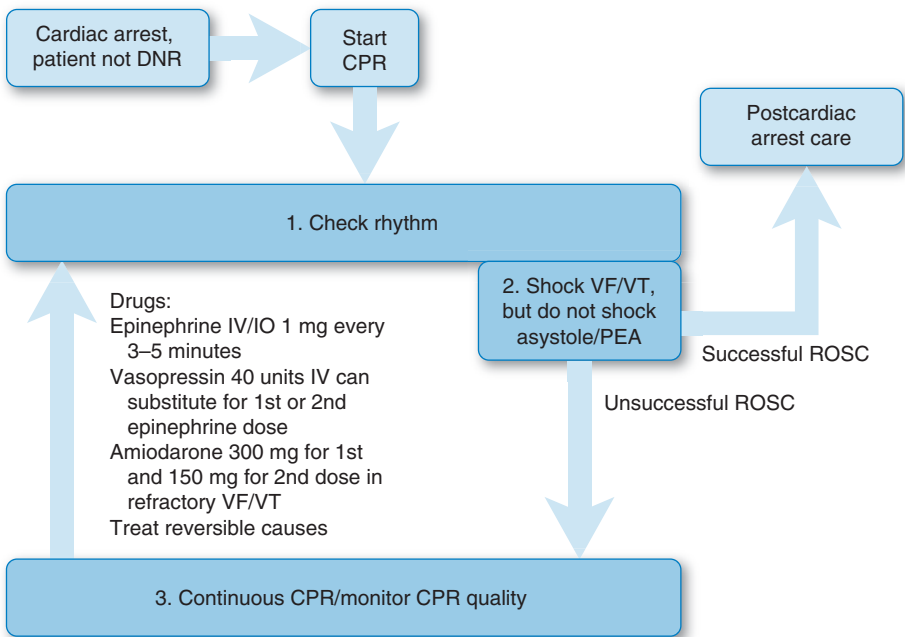 Cardiac arrest,
patient not DNR
Start
CPR
Postcardiac
arrest care
1. Check rhythm
2. Shock VF/VT,
but do not shock
asystole/PEA
Successful ROSC
Unsuccessful ROSC
Drugs:
Epinephrine IV/IO 1 mg every
3–5 minutes
Vasopressin 40 units IV can
substitute for 1st or 2nd
epinephrine dose
Amiodarone 300 mg for 1st
and 150 mg for 2nd dose in
refractory VF/VT
Treat reversible causes
3. Continuous CPR/monitor CPR quality